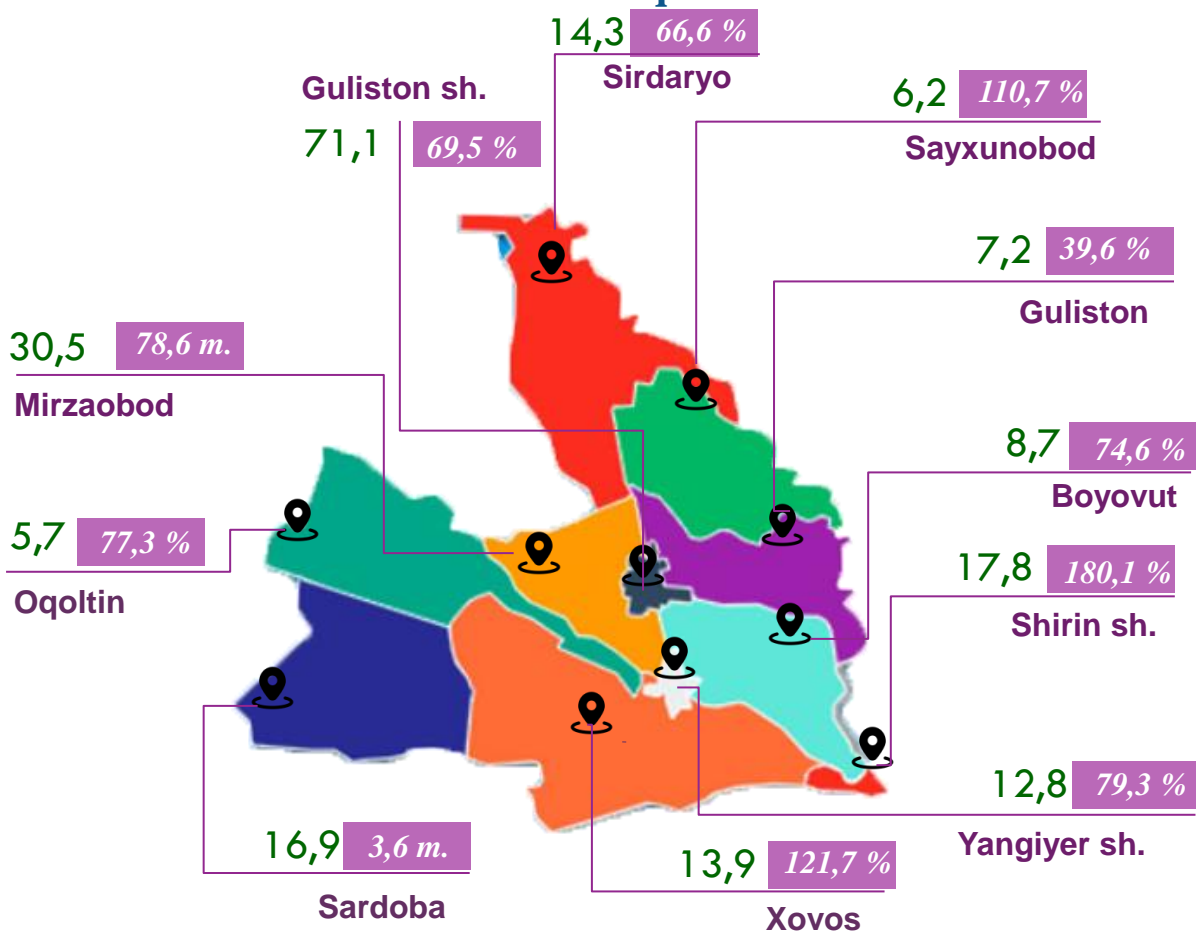 14,3 66,6 %
Sirdaryo
Guliston sh.
71,1 69,5 %
6,2 110,7 %
Sayxunobod
7,2 39,6 %
Guliston
30,5 78,6 m.
Mirzaobod
8,7 74,6 %
Boyovut
5,7 77,3 %
Oqoltin
17,8 180,1 %
Shirin sh.
12,8 79,3 %
Yangiyer sh.
16,9 3,6 m.
Sardoba
13,9 121,7 %
Xovos